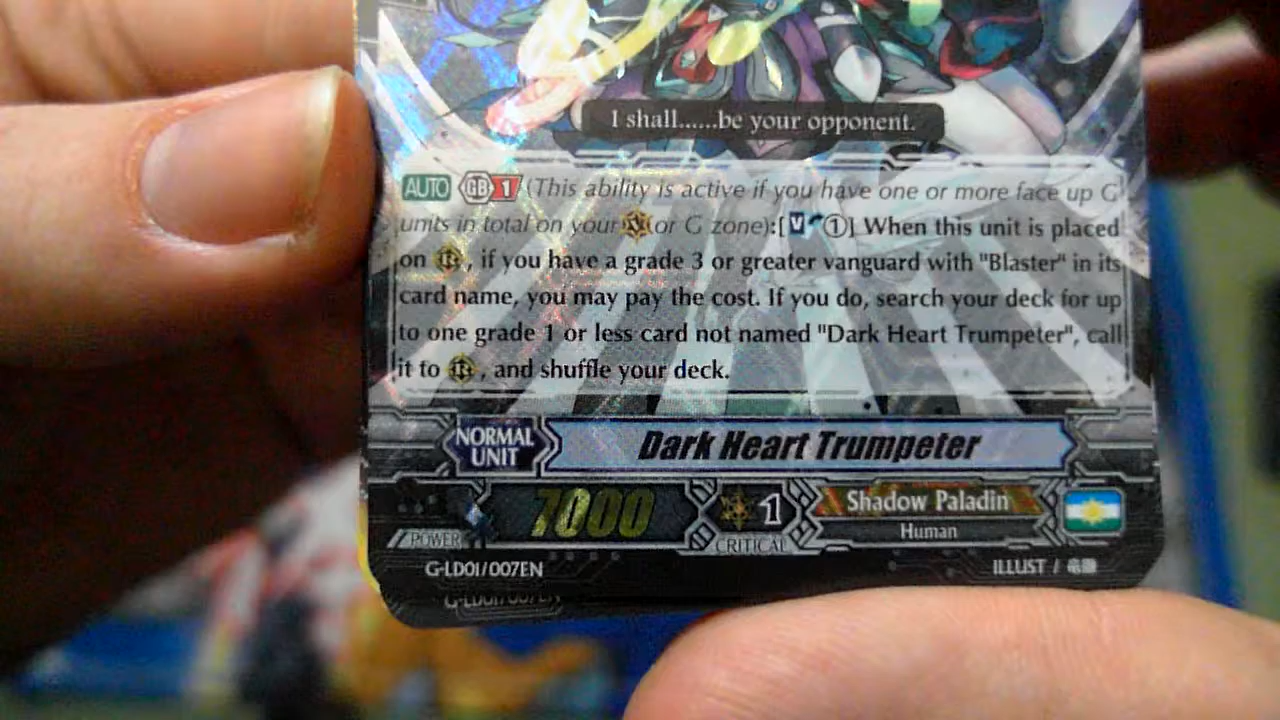 I shall......be your opponent.
AUTO GB 1 (This ability is active if you have one or more face up G
units in total on your or G zone):[ V ①] When this unit is placed
on R, if you have a grade 3 or greater vanguard with "Blaster" in its
card name, you may pay the cost. If you do, search your deck for up
to one grade 1 or less card not named "Dark Heart Trumpeter", call
it to R, and shuffle your deck.
NORMAL
UNIT
Dark Heart Trumpeter
7000
1
Shadow Paladin
Human
POWER
CRITICAL
G-LD01/007EN
ILLUST /
G-LD01/007EN